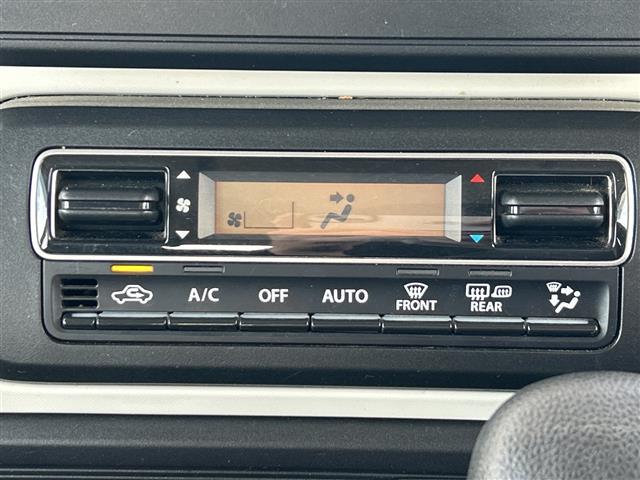 A/C OFF AUTO FRONT REAR